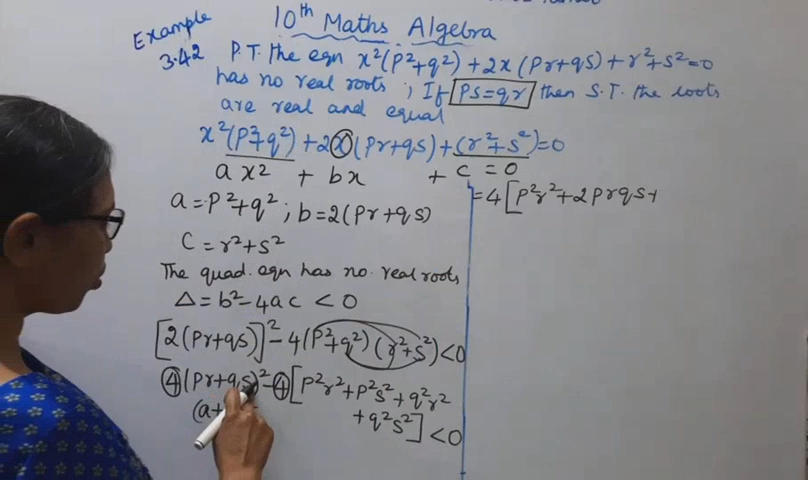 10th Maths Algebra
Example
3.42 P.T. the eqn x²(p²+q²)+2x(pr+qs)+r²+s²=0
has no real roots ; If ps=qr then S.T. the roots
are real and equal
x²(p²+q²)+2x(pr+qs)+(r²+s²)=0
ax² + bx + c = 0
a=p²+q² ; b=2(pr+qs)
c=r²+s²
The quad. eqn has no real roots
Δ=b²-4ac<0
[2(pr+qs)]²-4(p²+q²)(r²+s²)<0
4(pr+qs)²-4[p²r²+p²s²+q²r²
+q²s²]<0
(a+
=4[p²r²+2prqs+